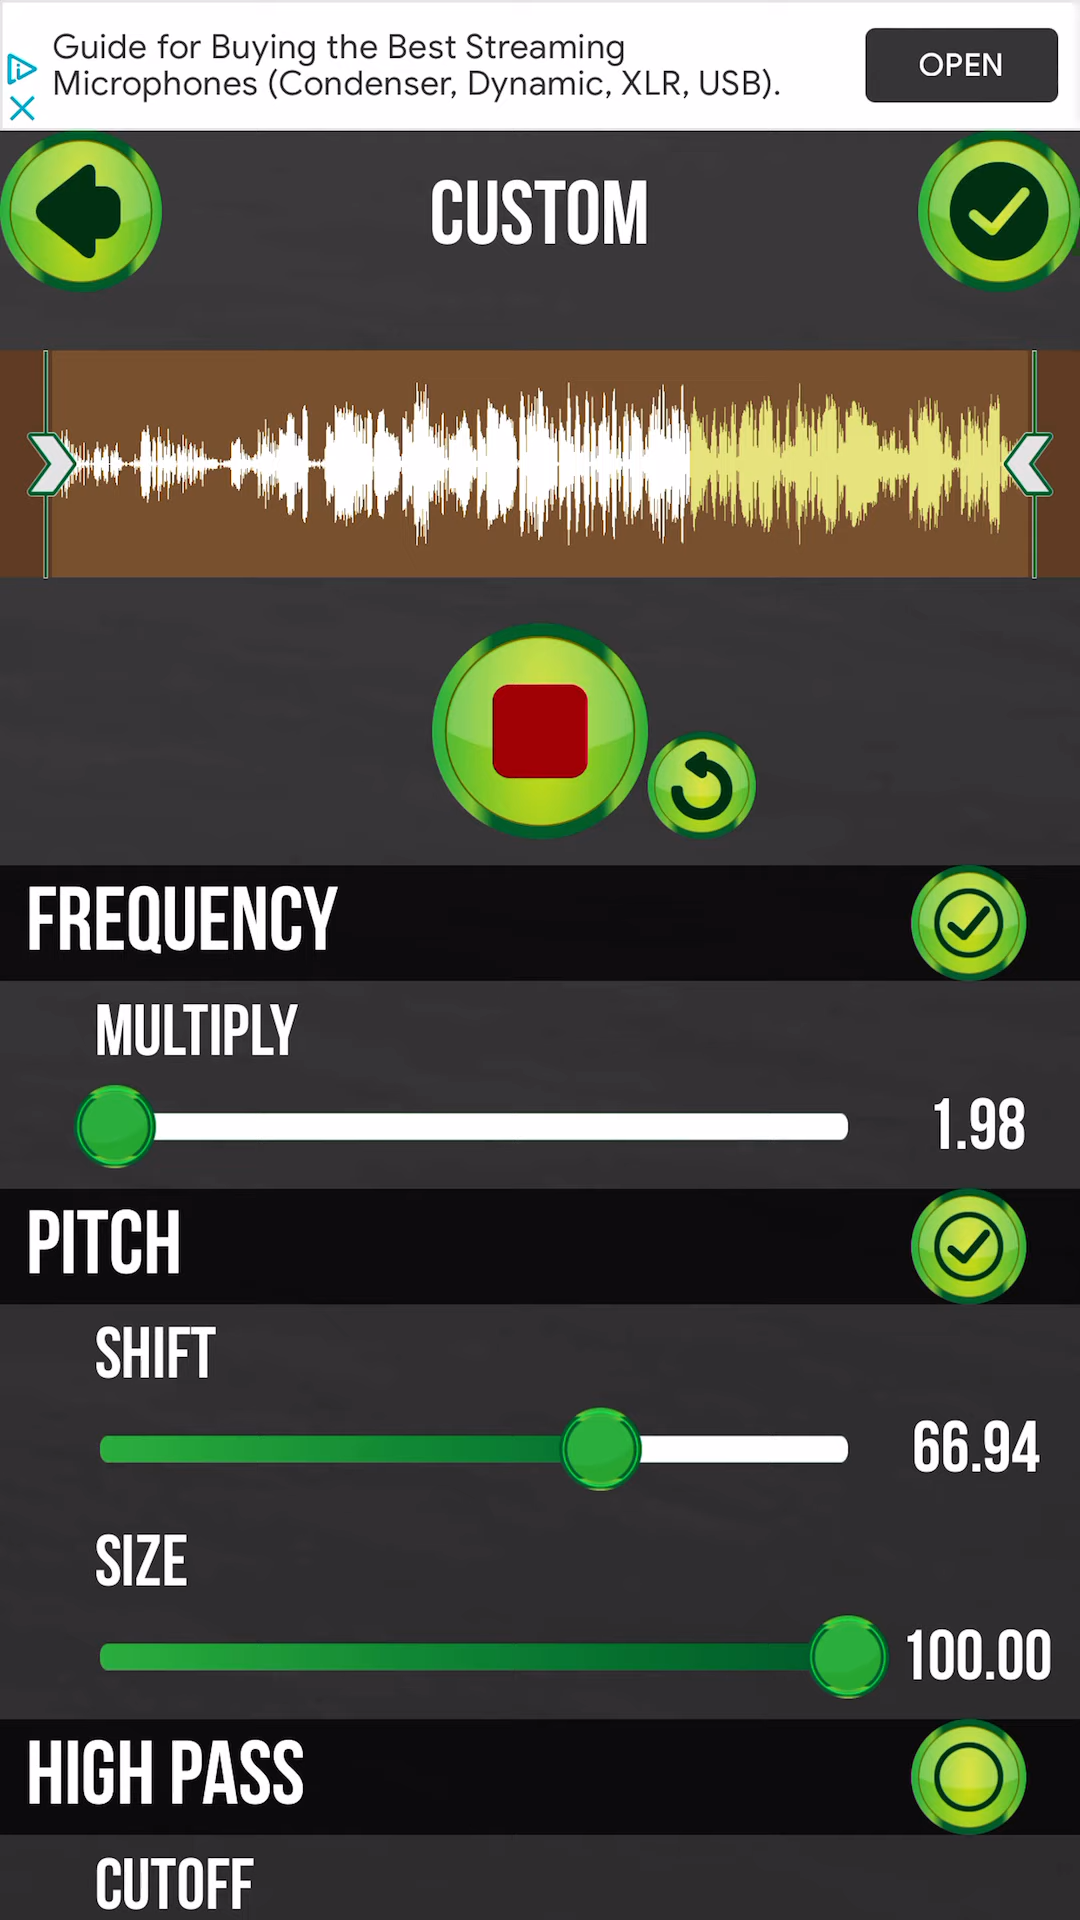 Guide for Buying the Best Streaming
Microphones (Condenser, Dynamic, XLR, USB).
OPEN
CUSTOM
FREQUENCY
MULTIPLY
1.98
PITCH
SHIFT
66.94
SIZE
100.00
HIGH PASS
CUTOFF